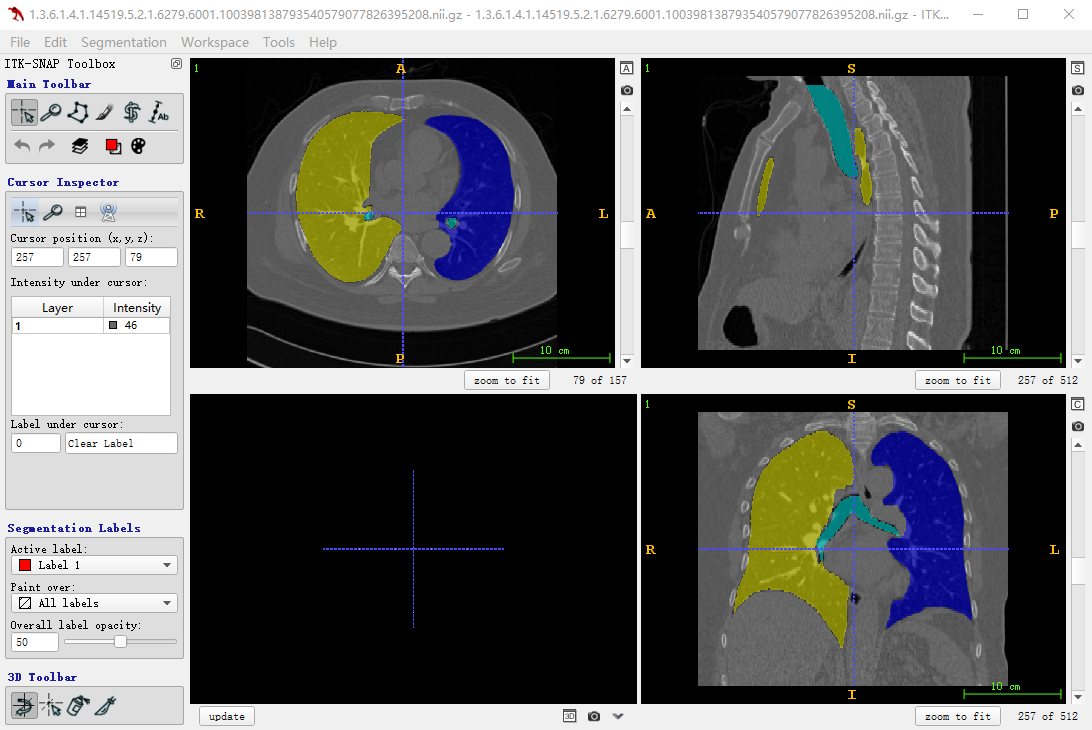 1.3.6.1.4.1.14519.5.2.1.6279.6001.100398138793540579077826395208.nii.gz - 1.3.6.1.4.1.14519.5.2.1.6279.6001.100398138793540579077826395208.nii.gz - ITK...
File Edit Segmentation Workspace Tools Help
ITK-SNAP Toolbox
Main Toolbar
Ab
Cursor Inspector
Cursor position (x,y,z):
257 257 79
Intensity under cursor:
Layer Intensity
1 46
Label under cursor:
0 Clear Label
Segmentation Labels
Active label:
Label 1
Paint over:
All labels
Overall label opacity:
50
3D Toolbar
1 A
R L
P
10 cm
A
zoom to fit 79 of 157
1 S
A P
I
10 cm
S
zoom to fit 257 of 512
update 3D
1 S
R L
I
10 cm
C
zoom to fit 257 of 512